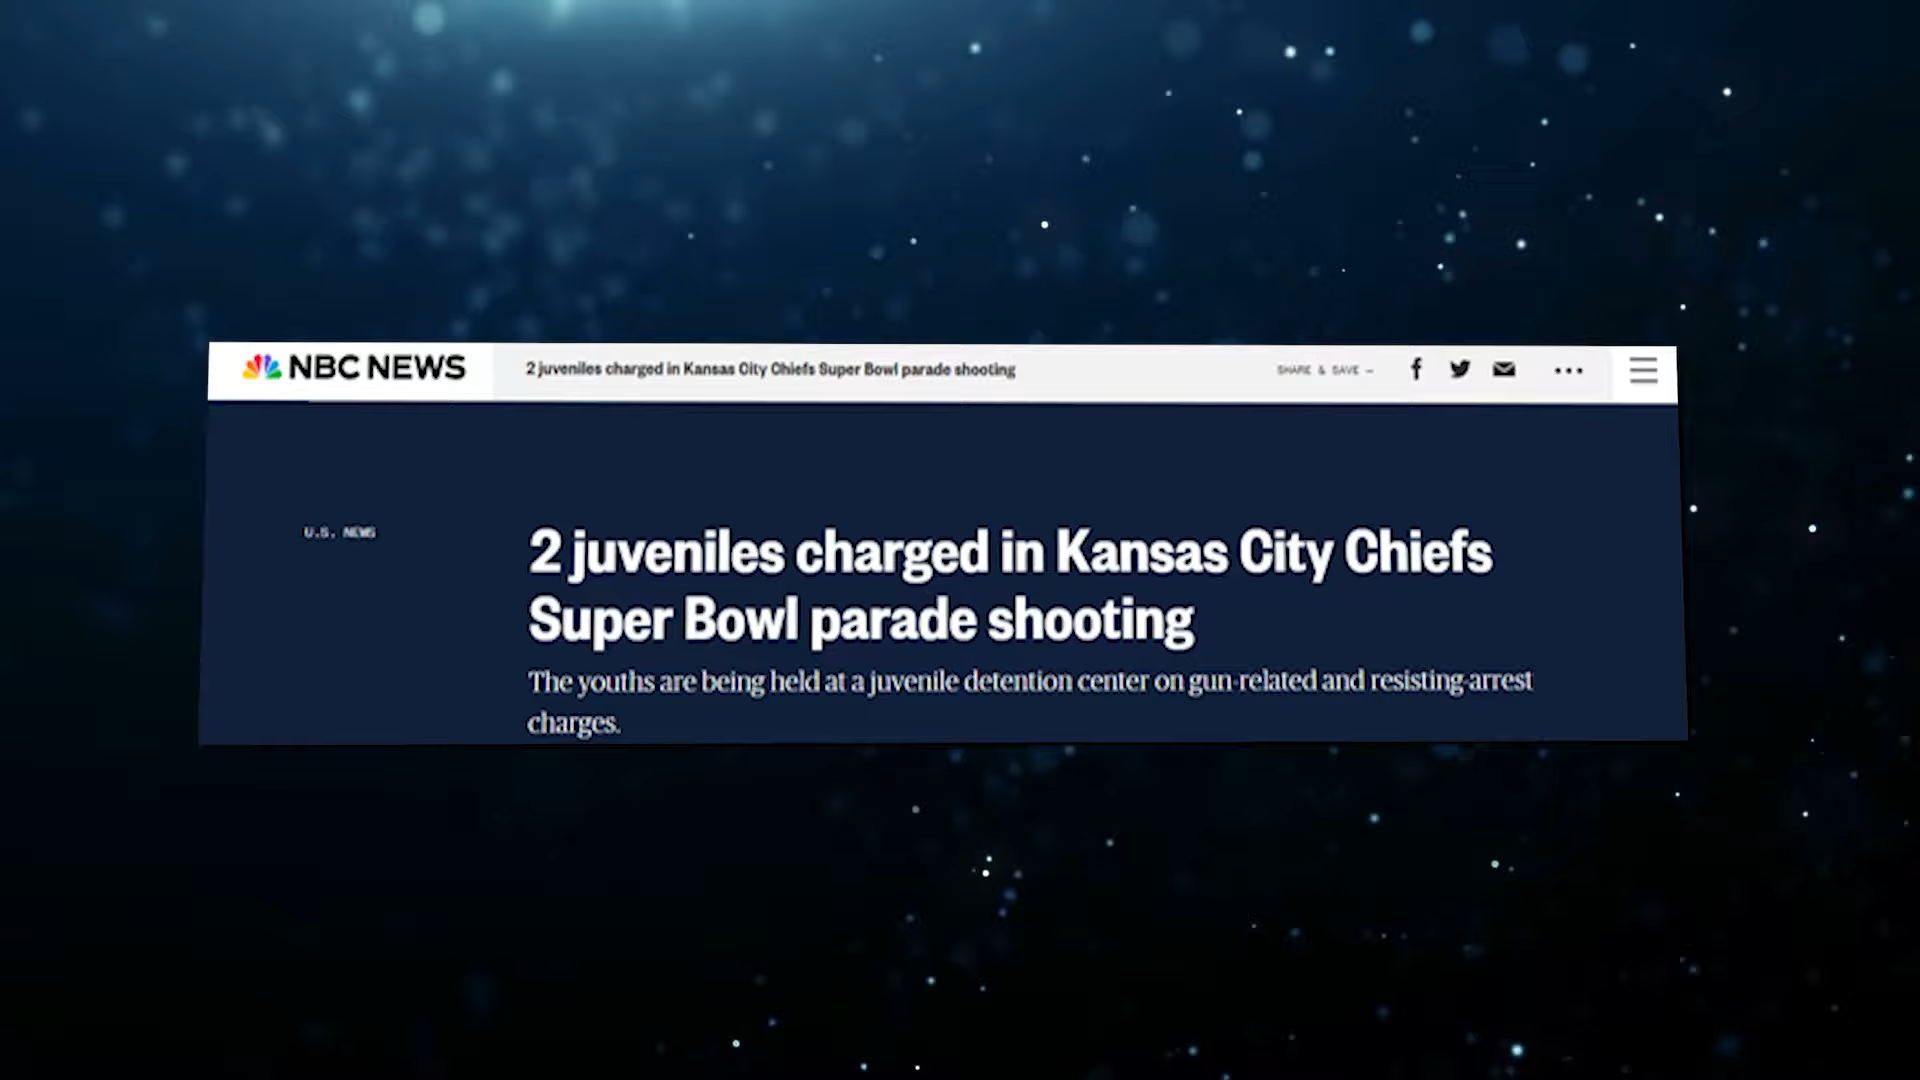 NBC NEWS
2 juveniles charged in Kansas City Chiefs Super Bowl parade shooting
SHARE & SAVE —
U.S. NEWS
2 juveniles charged in Kansas City Chiefs
Super Bowl parade shooting
The youths are being held at a juvenile detention center on gun-related and resisting-arrest
charges.